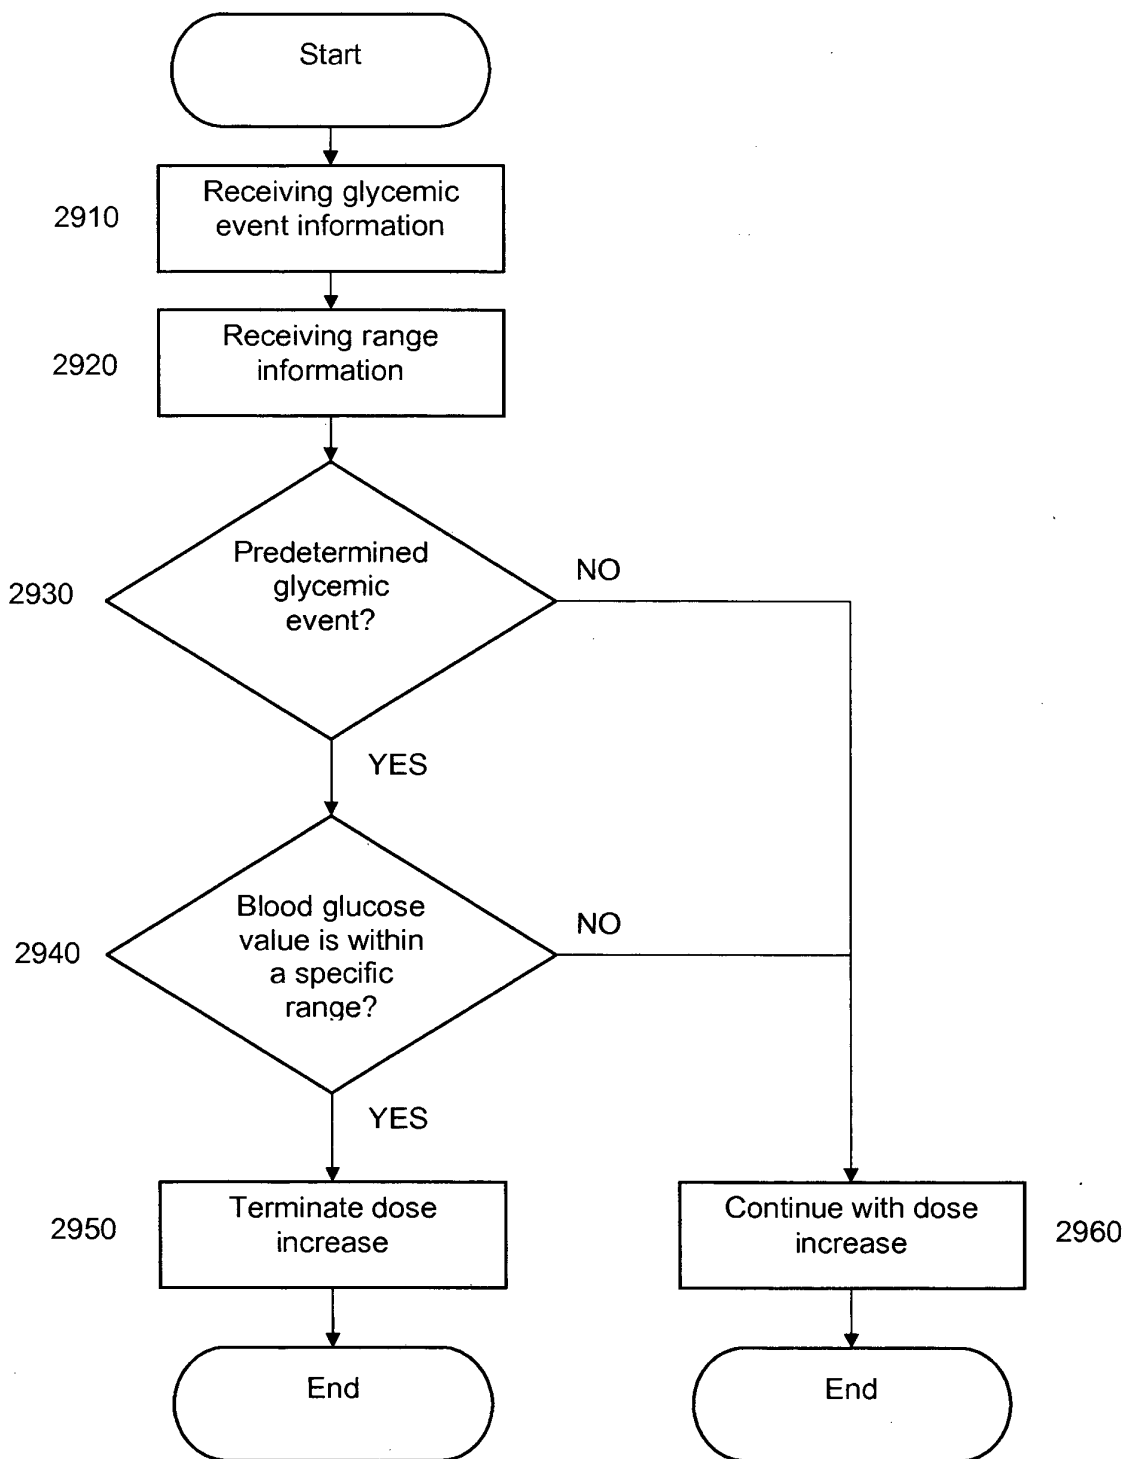 Start
2910
Receiving glycemic
event information
2920
Receiving range
information
2930
Predetermined
glycemic
event?
NO
YES
2940
Blood glucose
value is within
a specific
range?
NO
YES
2950
Terminate dose
increase
Continue with dose
increase
2960
End
End